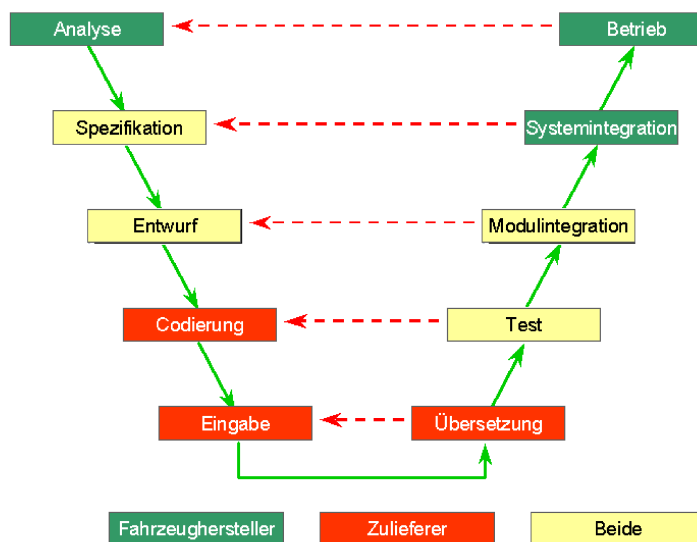 Analyse
Betrieb
Spezifikation
Systemintegration
Entwurf
Modulintegration
Codierung
Test
Eingabe
Übersetzung
Fahrzeughersteller
Zulieferer
Beide